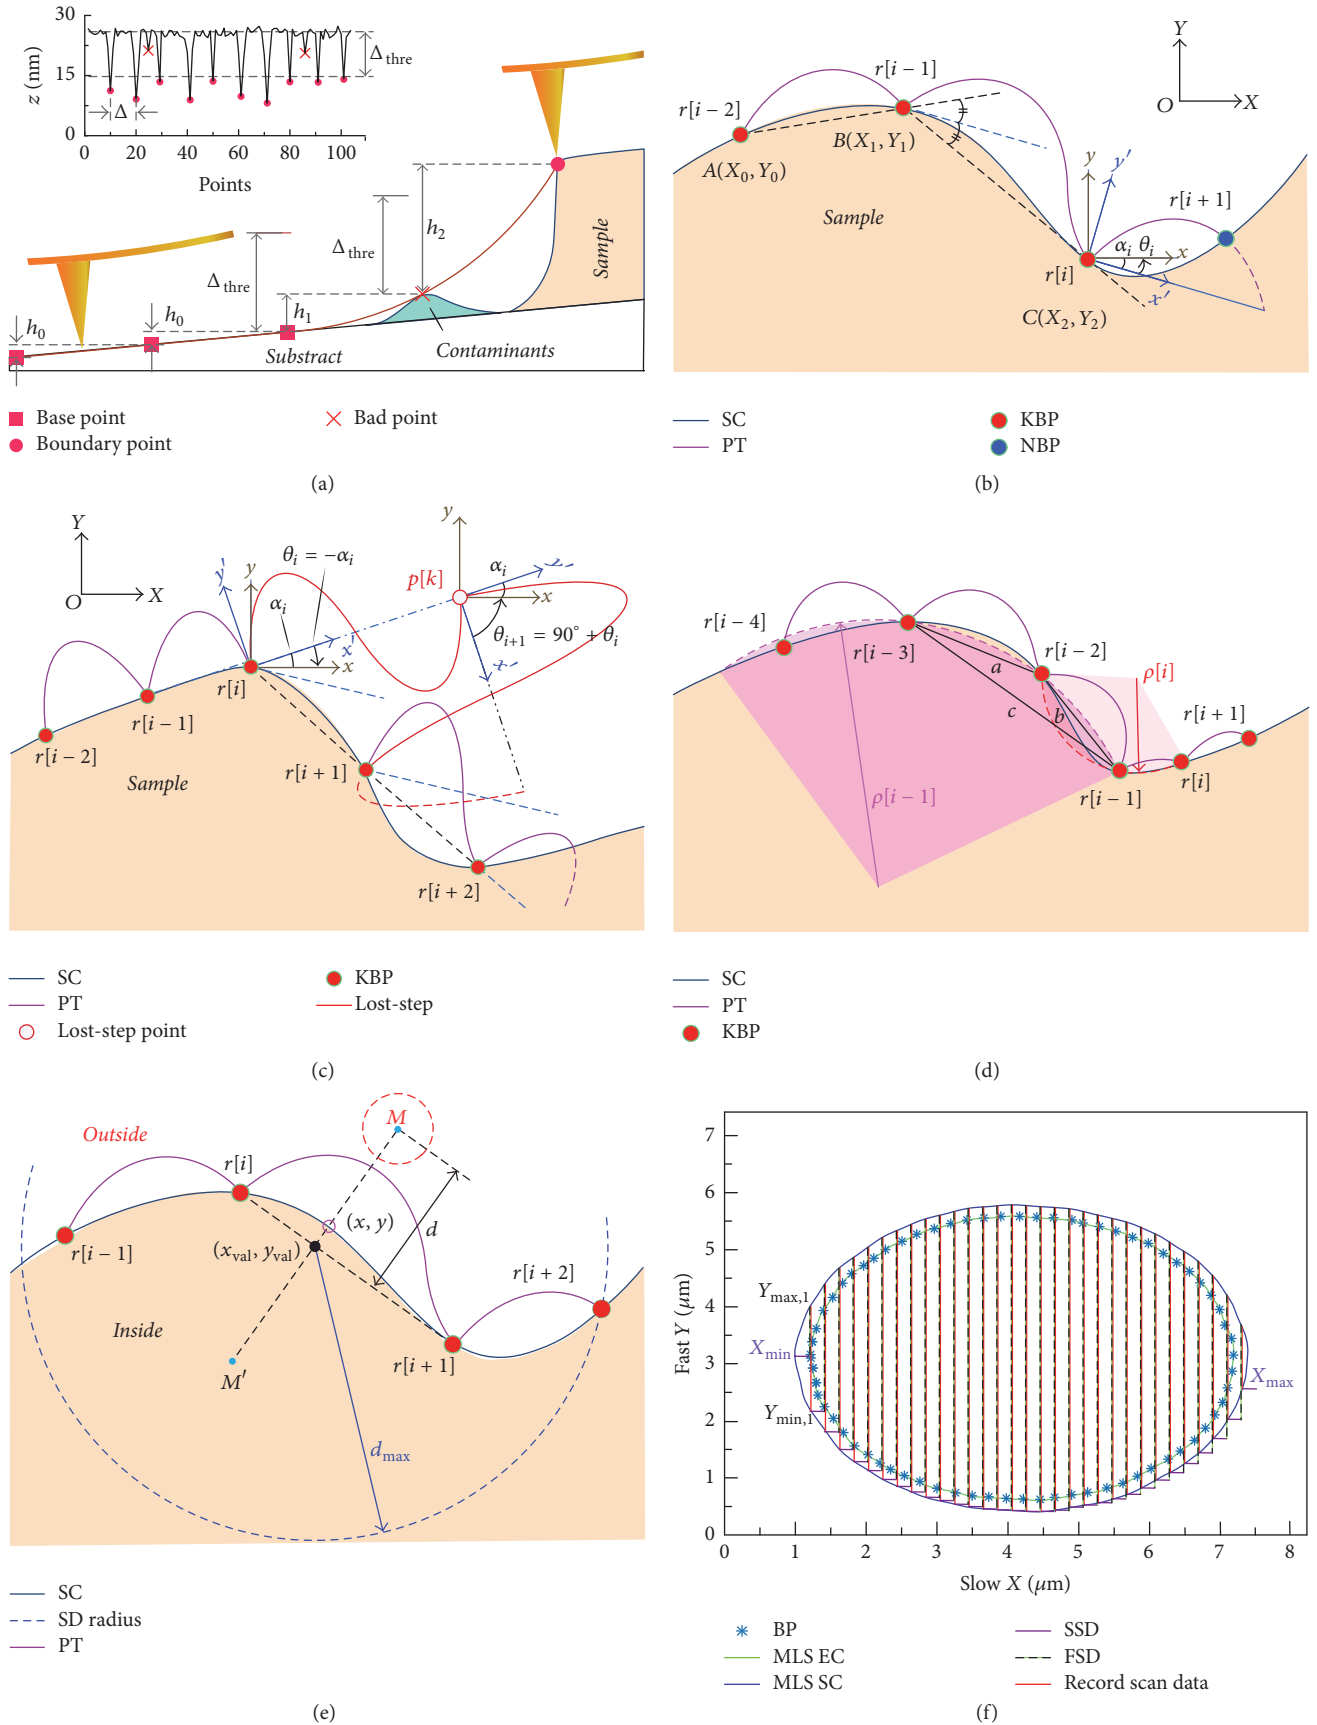 30
15
0
z (nm)
0 20 40 60 80 100
Points
Δ
Δthre
Δthre
Δthre
h2
h1
h0
h0
Sample
Substract
Contaminants
Base point
Boundary point
Bad point
(a)
Y
O
X
r[i − 1]
r[i − 2]
B(X1, Y1)
A(X0, Y0)
Sample
y
y′
r[i + 1]
αi θi
x
r[i]
x′
C(X2, Y2)
SC
PT
KBP
NBP
(b)
Y
O
X
y′
y
θi = −αi
αi
x′
x
r[i]
r[i − 1]
r[i − 2]
y
p[k]
αi
y′
x
θi+1 = 90° + θi
x′
r[i + 1]
Sample
r[i + 2]
SC
PT
Lost-step point
KBP
Lost-step
(c)
Y
O
X
r[i − 4]
r[i − 3]
r[i − 2]
a
b
c
ρ[i]
r[i + 1]
r[i]
r[i − 1]
ρ[i − 1]
SC
PT
KBP
(d)
Outside
M
r[i]
(x, y)
d
(xval, yval)
r[i − 1]
r[i + 2]
Inside
r[i + 1]
M′
dmax
SC
SD radius
PT
(e)
7
6
5
4
3
2
1
0
Fast Y (μm)
Ymax,1
Xmin
Xmax
Ymin,1
0 1 2 3 4 5 6 7 8
Slow X (μm)
BP
MLS EC
MLS SC
SSD
FSD
Record scan data
(f)